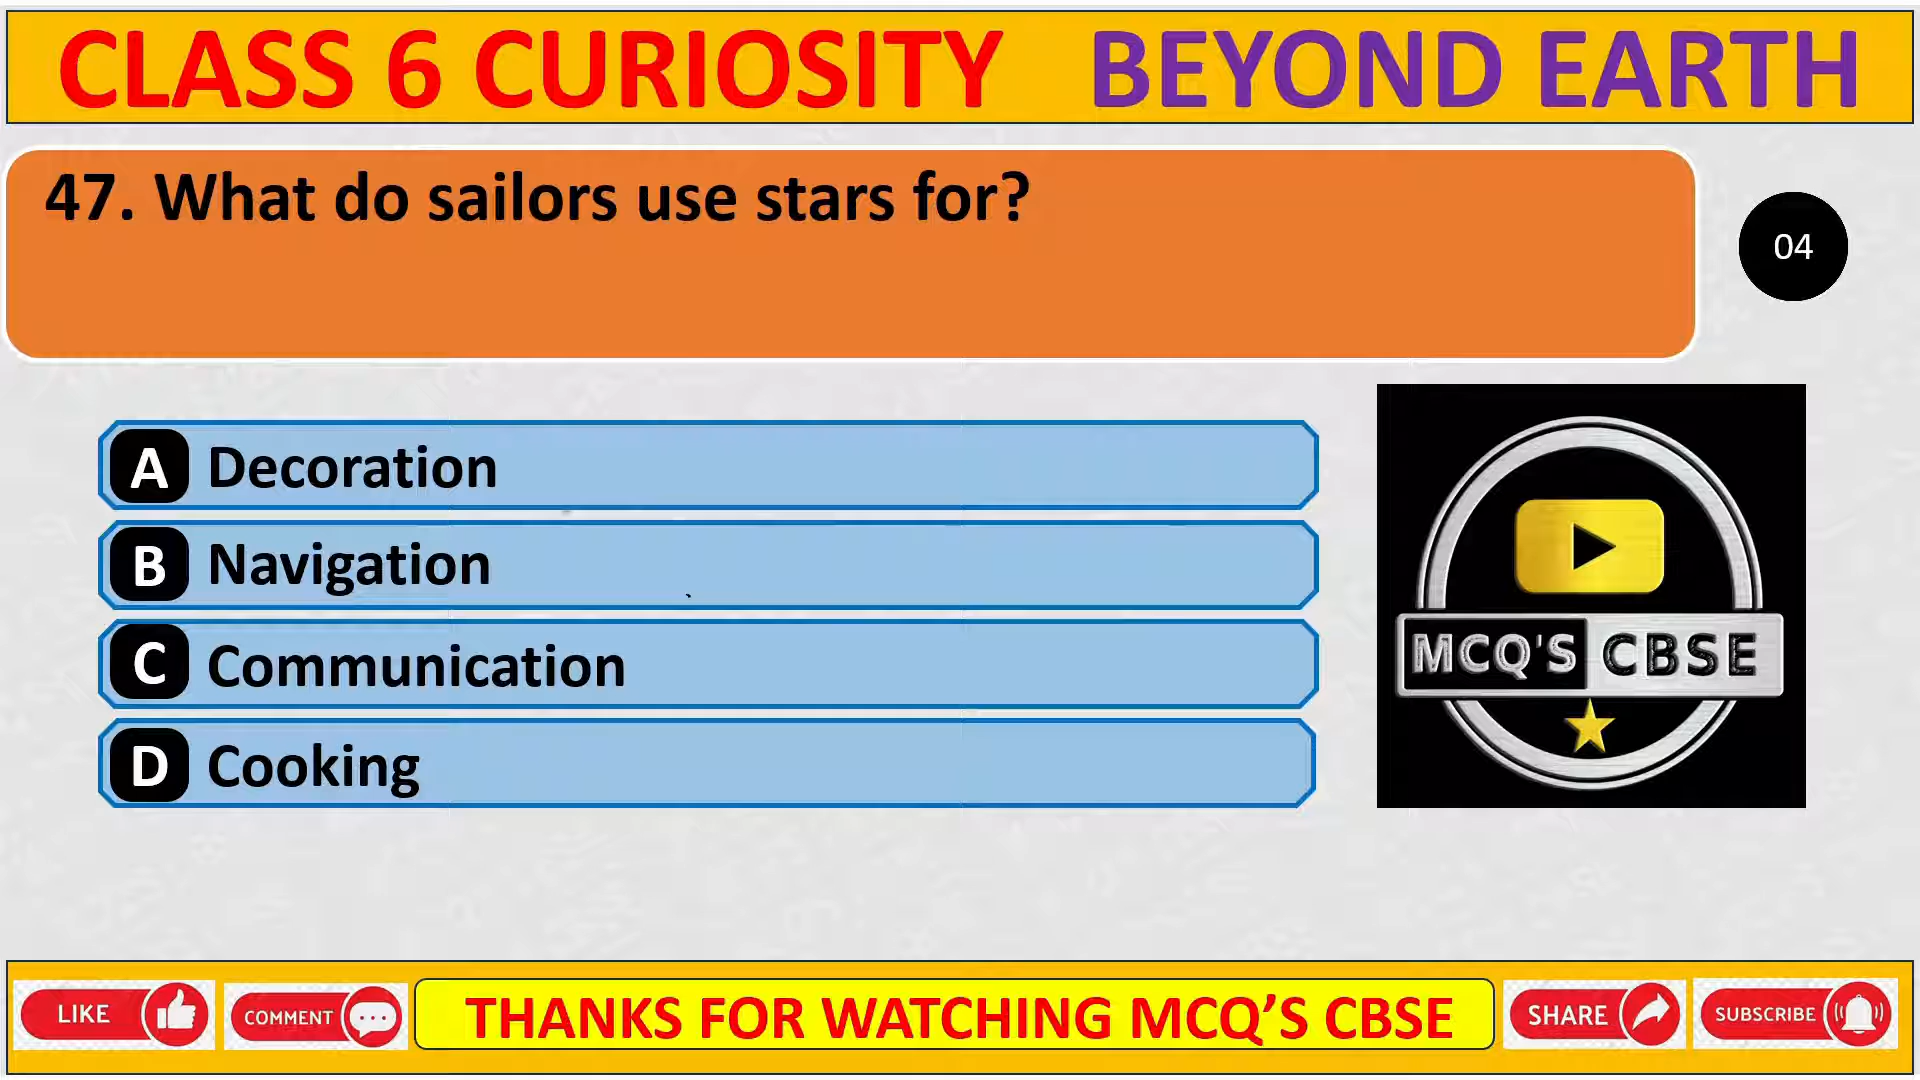 CLASS 6 CURIOSITY BEYOND EARTH
47. What do sailors use stars for?
04
A Decoration
B Navigation
C Communication
D Cooking
MCQ'S CBSE
LIKE
COMMENT
THANKS FOR WATCHING MCQ’S CBSE
SHARE
SUBSCRIBE